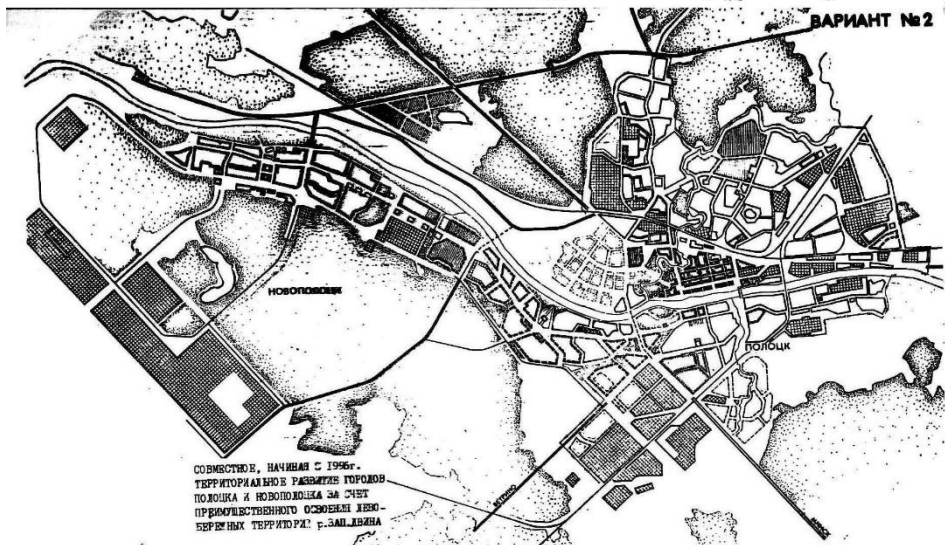 ВАРИАНТ №2
НОВОПОЛОЦК
ПОЛОЦК
СОВМЕСТНОЕ, НАЧИНАЯ С 1996г.
ТЕРРИТОРИАЛЬНОЕ РАЗВИТИЕ ГОРОДОВ
ПОЛОЦКА И НОВОПОЛОЦКА ЗА СЧЕТ
ПРЕИМУЩЕСТВЕННОГО ОСВОЕНИЯ ЛЕВО-
БЕРЕЖНЫХ ТЕРРИТОРИЙ р.ЗАП.ДВИНА
ВЕТРИНО